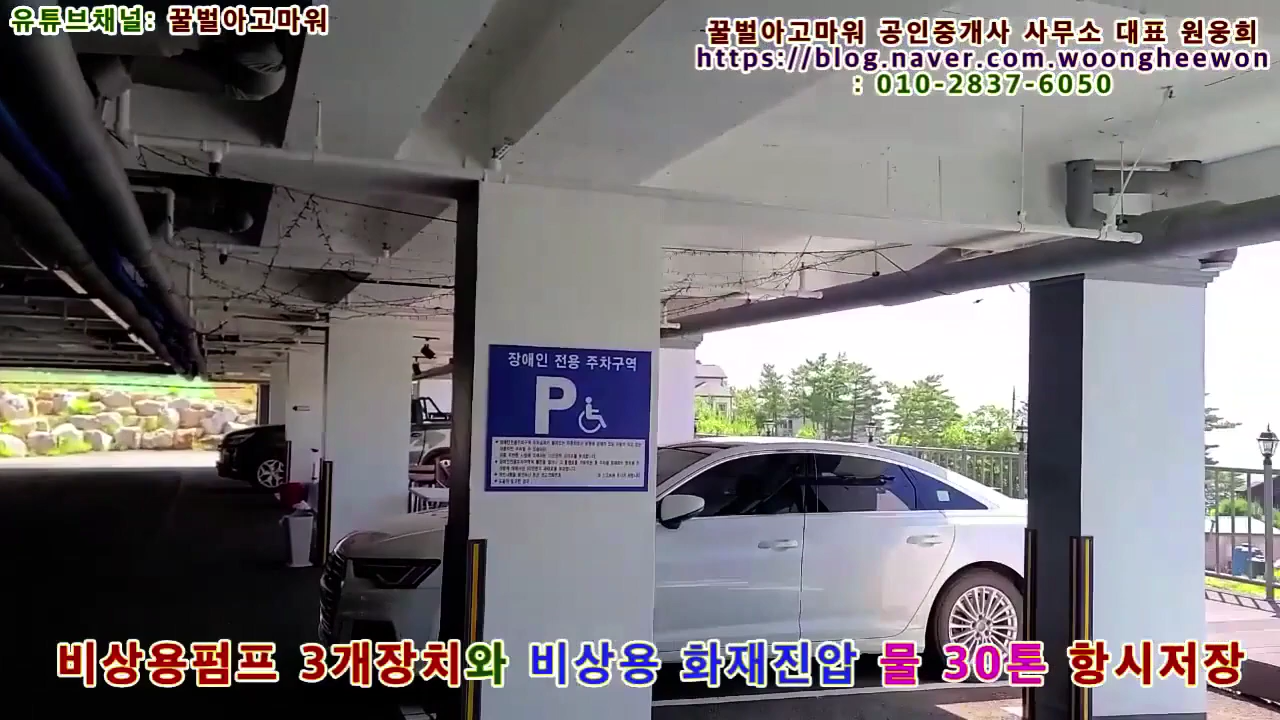 유튜브채널: 꿀벌아고마워
꿀벌아고마워 공인중개사 사무소 대표 원웅희
https://blog.naver.com.woongheewon
: 010-2837-6050
장애인 전용 주차구역
P
비상용펌프 3개장치와 비상용 화재진압 물 30톤 항시저장